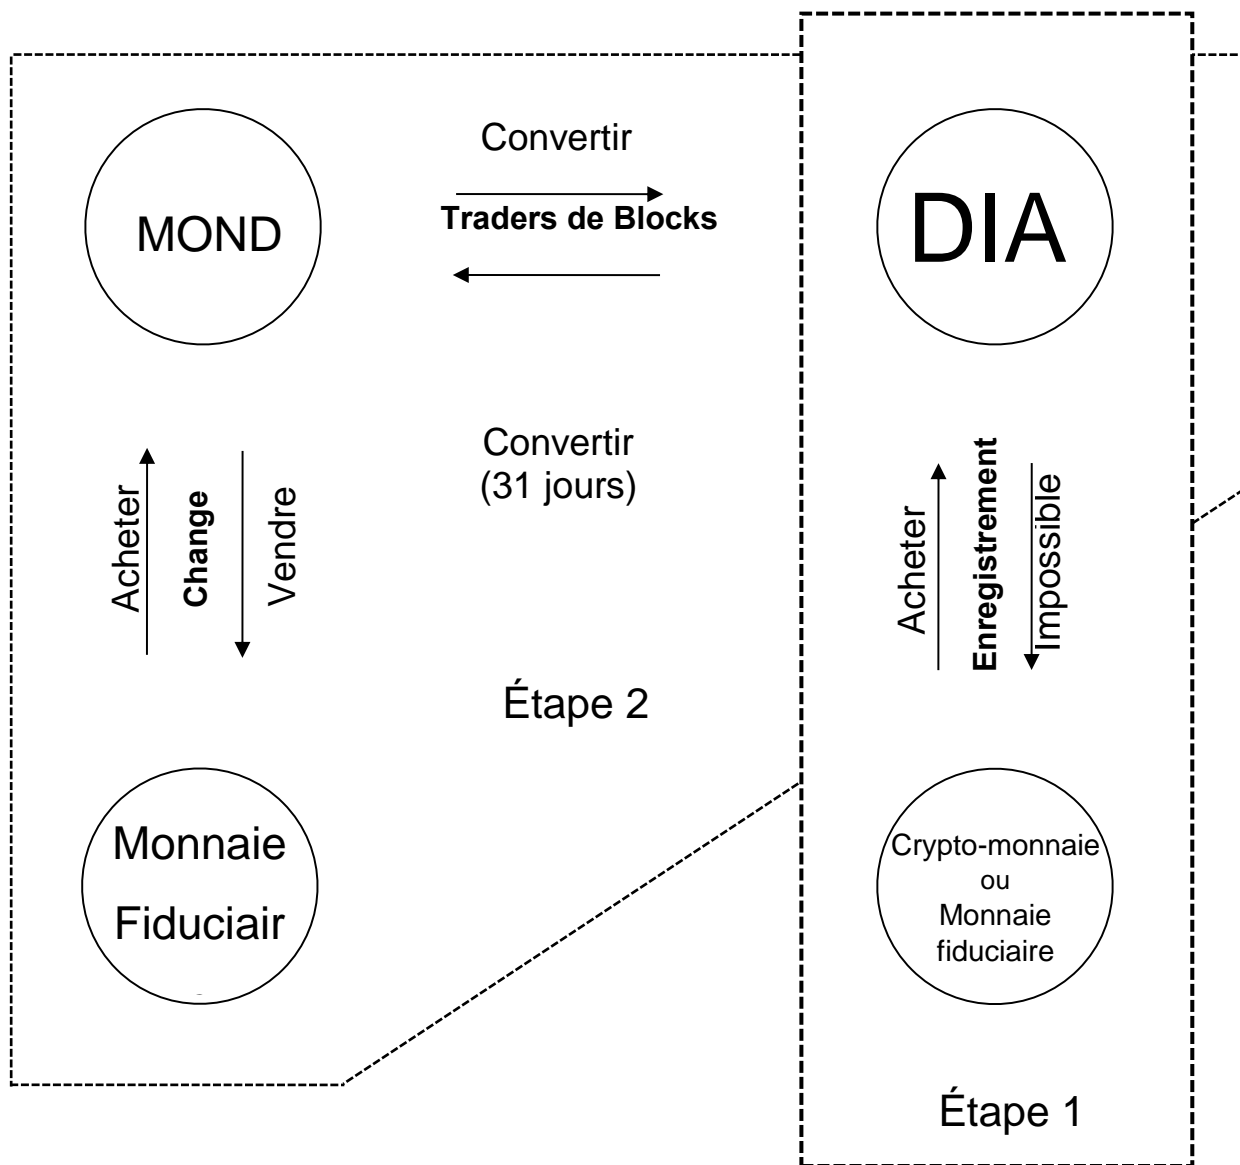 Convertir
MOND
Traders de Blocks
DIA
Convertir
(31 jours)
Acheter
Change
Vendre
Acheter
Enregistrement
Impossible
Étape 2
Monnaie
Fiduciair
Crypto-monnaie
ou
Monnaie
fiduciaire
Étape 1